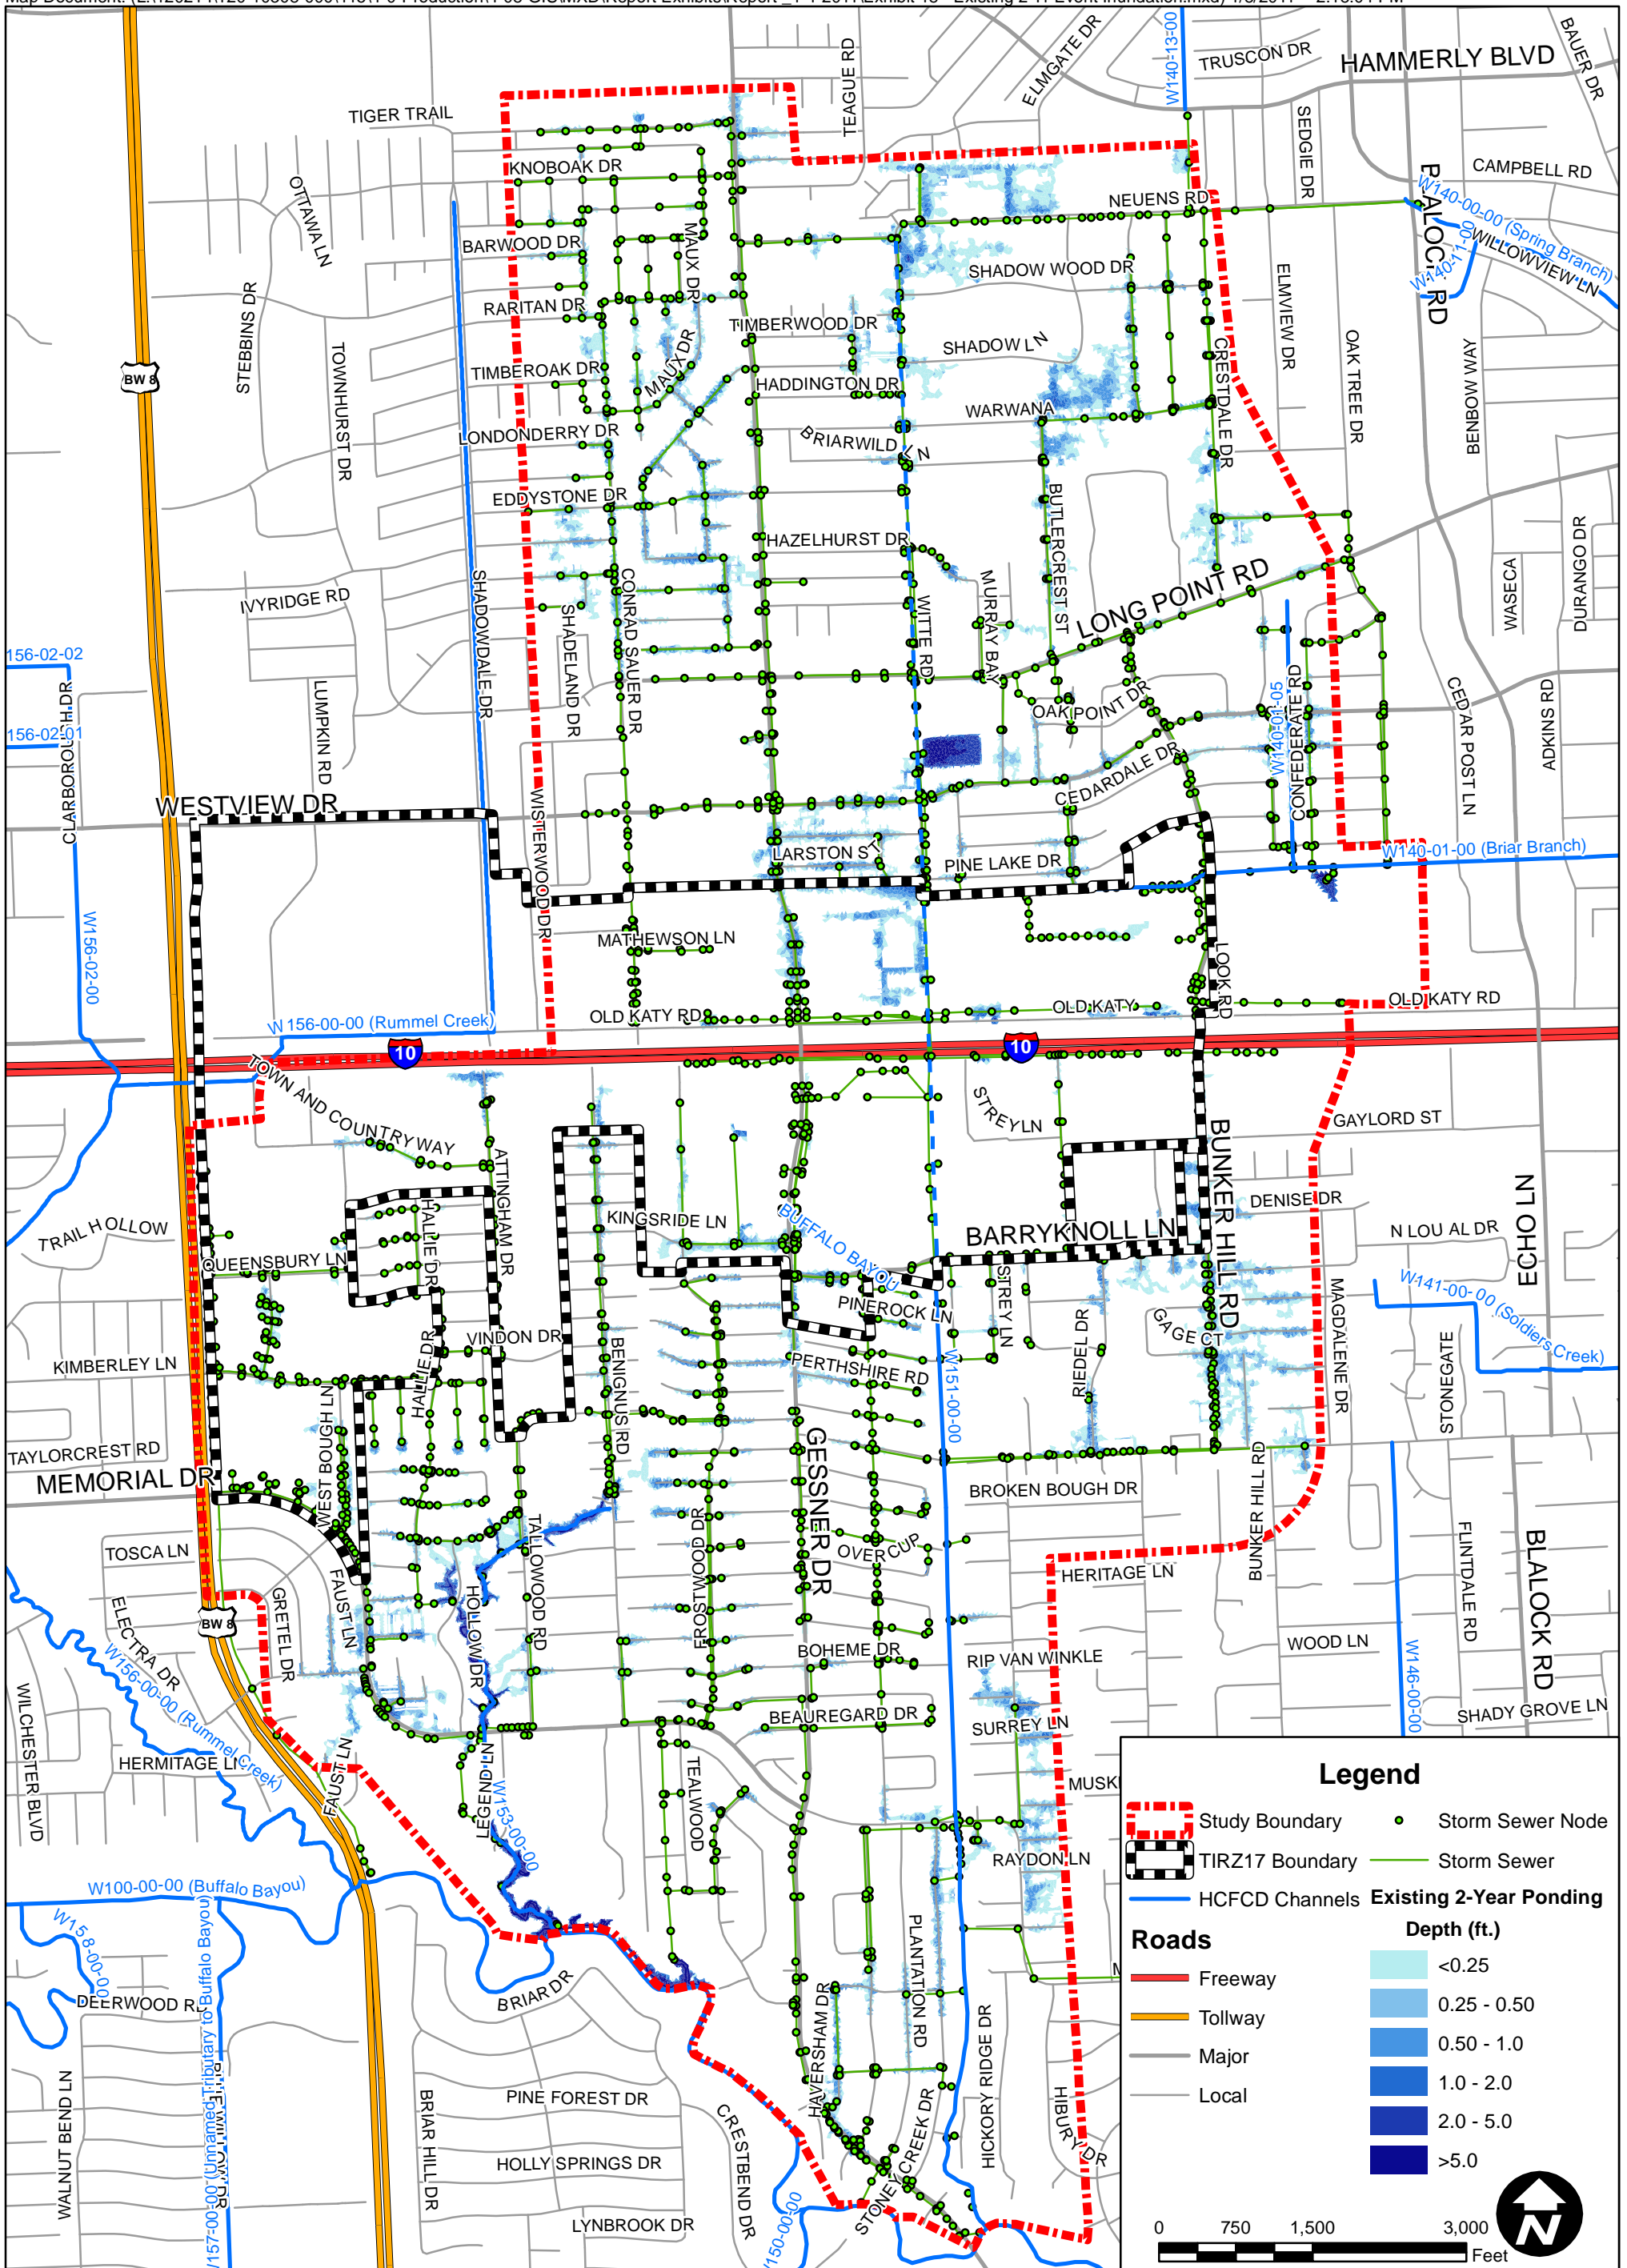 HAMMERLY BLVD
TRUSCON DR
BAUER DR
ELMGATE DR
TEAGUE RD
W140-13-00
TIGER TRAIL
SEDGIE DR
CAMPBELL RD
KNOBOAK DR
OTTAWA LN
NEUENS RD
BLALOCK RD
W140-00-00 (Spring Branch)
WILLOWVIEW LN
W140-11-00
BARWOOD DR
MAUX DR
SHADOW WOOD DR
ELMVIEW DR
STEBBINS DR
RARITAN DR
TIMBERWOOD DR
SHADOW LN
OAK TREE DR
BENBOW WAY
TOWNHURST DR
MAUX DR
BW 8
TIMBEROAK DR
HADDINGTON DR
CRESTDALE DR
WARWANA
LONDONDERRY DR
BRIARWILD LN
EDDYSTONE DR
BUTLERCREST ST
HAZELHURST DR
DURANGO DR
WASECA
LONG POINT RD
IVYRIDGE RD
SHADOWDALE DR
SHADELAND DR
CONRAD SAUER DR
WITTE RD
MURRAY BAY
156-02-02
CLARBOROUGH DR
LUMPKIN RD
OAK POINT DR
W140-01-05
CONFEDERATE RD
CEDAR POST LN
ADKINS RD
156-02-01
CEDARDALE DR
WESTVIEW DR
WISTERWOOD DR
LARSTON ST
PINE LAKE DR
W140-01-00 (Briar Branch)
W156-02-00
MATHEWSON LN
LOOK RD
OLD KATY RD
OLD KATY
OLD KATY RD
W156-00-00 (Rummel Creek)
10
10
TOWN AND COUNTRY WAY
STREY LN
GAYLORD ST
BUNKER HILL RD
ATTINGHAM DR
DENISE DR
ECHO LN
TRAIL HOLLOW
HALLIE DR
KINGSRIDE LN
BUFFALO BAYOU
BARRYKNOLL LN
N LOU AL DR
QUEENSBURY LN
STREY LN
W141-00-00 (Soldiers Creek)
PINEROCK LN
MAGDALENE DR
GAGE CT
RIEDEL DR
VINDON DR
HALLIE DR
BENIGNUS RD
PERTHSHIRE RD
W151-00-00
STONEGATE
KIMBERLEY LN
WEST BOUGH LN
TAYLORCREST RD
GESSNER DR
MEMORIAL DR
BROKEN BOUGH DR
BUNKER HILL RD
FLINTDALE RD
BLALOCK RD
TOSCA LN
TALLOWOOD RD
FROSTWOOD DR
OVERCUP
HERITAGE LN
FAUST LN
GRETEL DR
HOLLOW DR
BW 8
ELECTRA DR
W156-00-00 (Rummel Creek)
BOHEME DR
RIP VAN WINKLE
WOOD LN
W146-00-00
WILCHESTER BLVD
BEAUREGARD DR
SURREY LN
SHADY GROVE LN
HERMITAGE LN
FAUST LN
LEGEND LN
W153-00-00
TEALWOOD
RAYDON LN
W100-00-00 (Buffalo Bayou)
PLANTATION RD
DEERWOOD RD
BRIAR DR
HAVERSHAM DR
HICKORY RIDGE DR
HIBURY DR
W157-00-00 (Unnamed Tributary to Buffalo Bayou)
WALNUT BEND LN
BRIAR HILL DR
PINE FOREST DR
CRESTBEND DR
HOLLY SPRINGS DR
STONEY CREEK DR
LYNBROOK DR
Legend
Study Boundary
Storm Sewer Node
TIRZ17 Boundary
Storm Sewer
HCFCD Channels
Existing 2-Year Ponding
Depth (ft.)
Roads
<0.25
Freeway
0.25 - 0.50
Tollway
0.50 - 1.0
Major
1.0 - 2.0
Local
2.0 - 5.0
>5.0
N
0 750 1,500 3,000
Feet